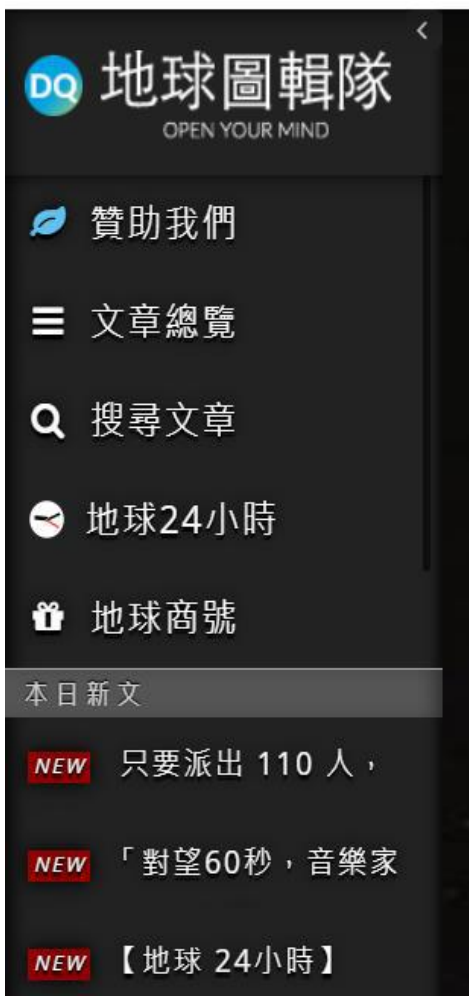 DQ 地球圖輯隊
OPEN YOUR MIND
贊助我們
文章總覽
搜尋文章
地球24小時
地球商號
本日新文
NEW 只要派出 110 人，
NEW 「對望60秒，音樂家
NEW 【地球 24小時】